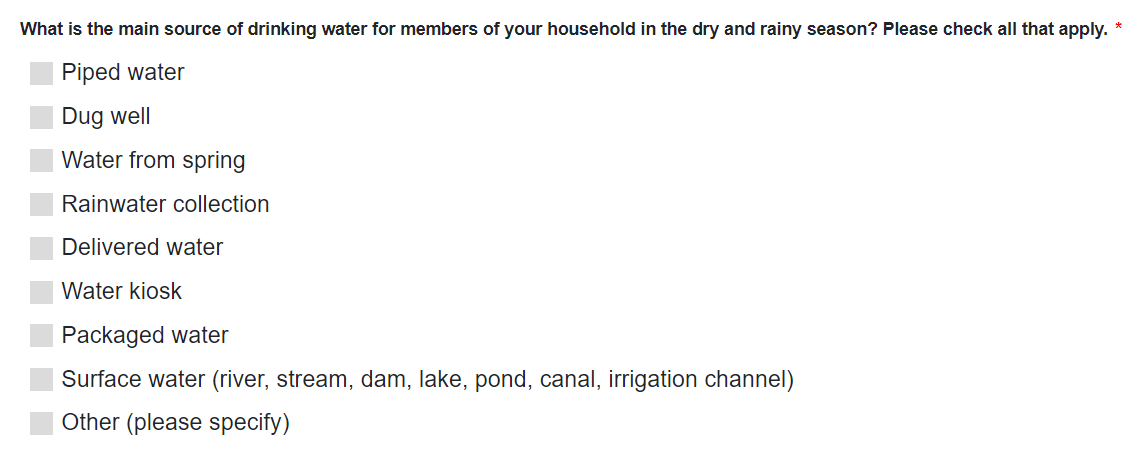 What is the main source of drinking water for members of your household in the dry and rainy season? Please check all that apply. *
Piped water
Dug well
Water from spring
Rainwater collection
Delivered water
Water kiosk
Packaged water
Surface water (river, stream, dam, lake, pond, canal, irrigation channel)
Other (please specify)